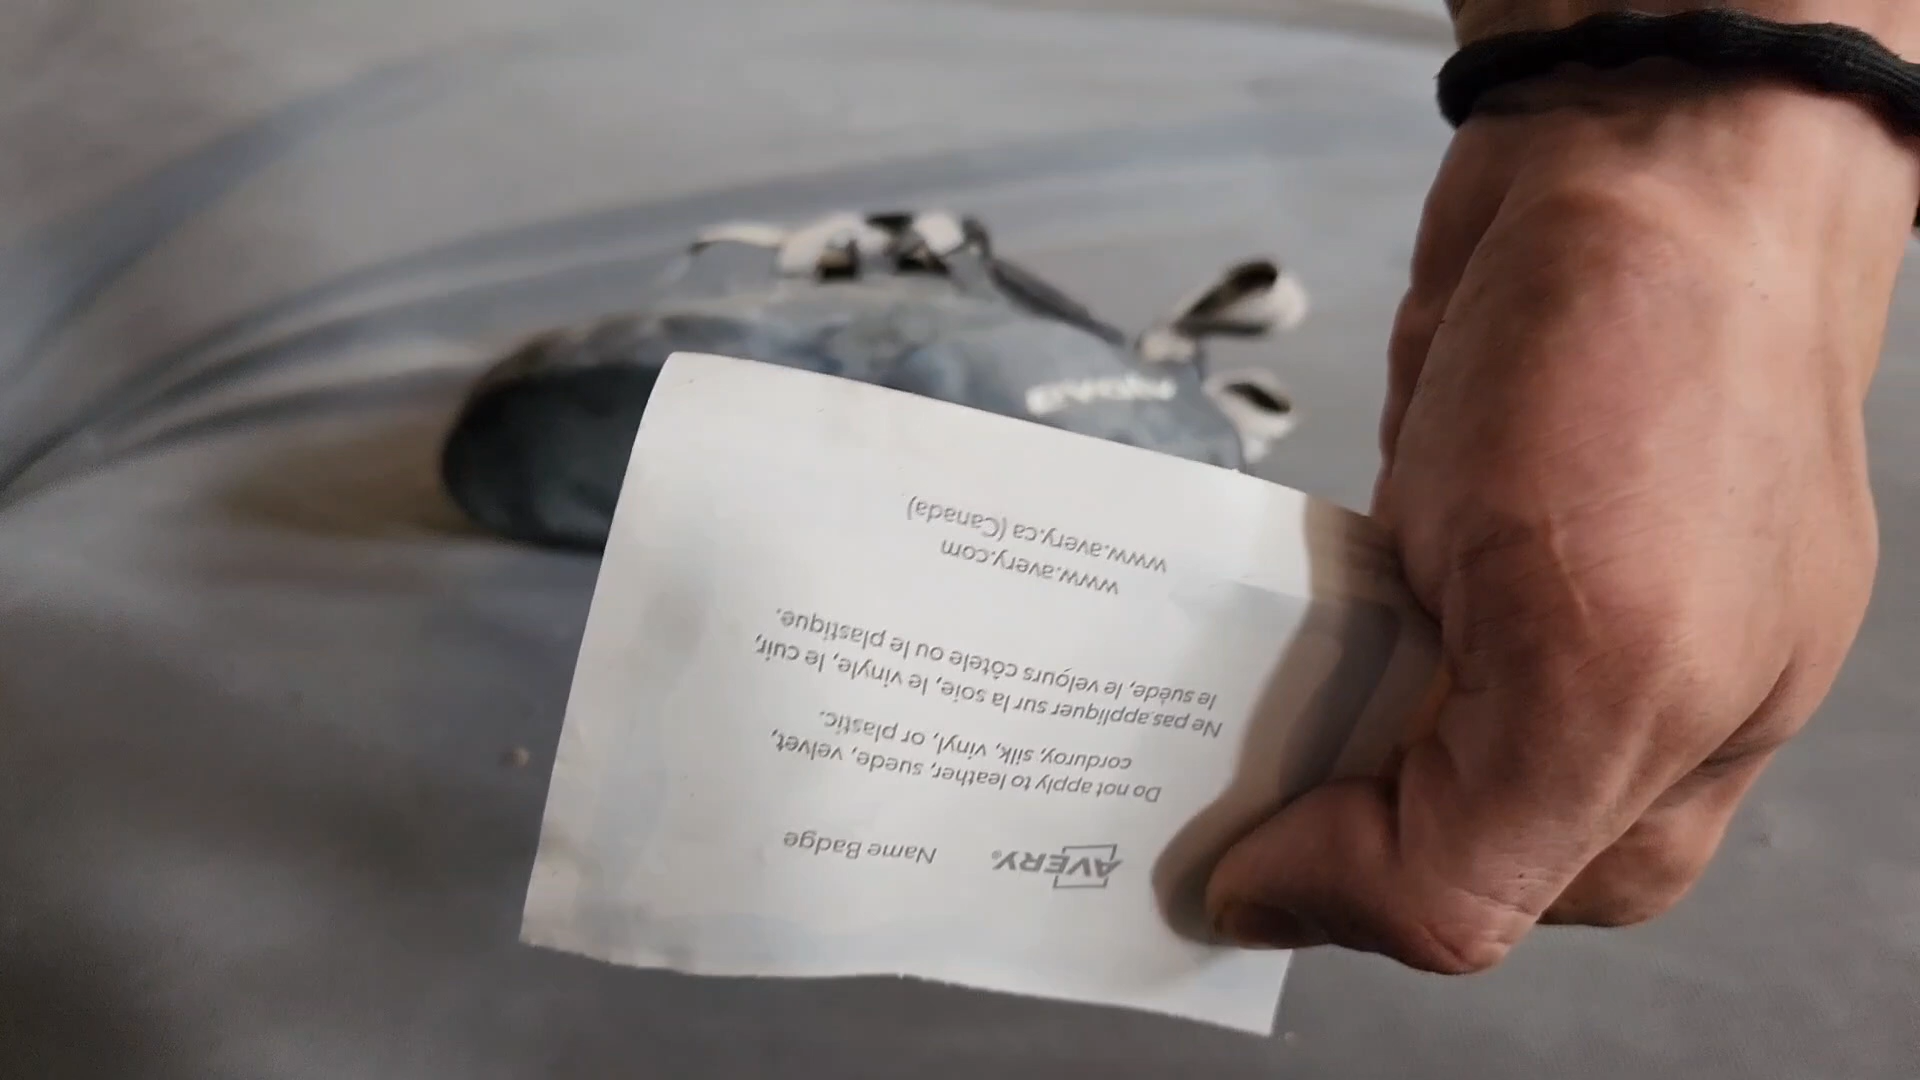 AVERY® Name Badge
Do not apply to leather, suede, velvet,
corduroy, silk, vinyl, or plastic.
Ne pas appliquer sur la soie, le vinyle, le cuir,
le suède, le velours côtelé ou le plastique.
www.avery.com
www.avery.ca (Canada)
evolv